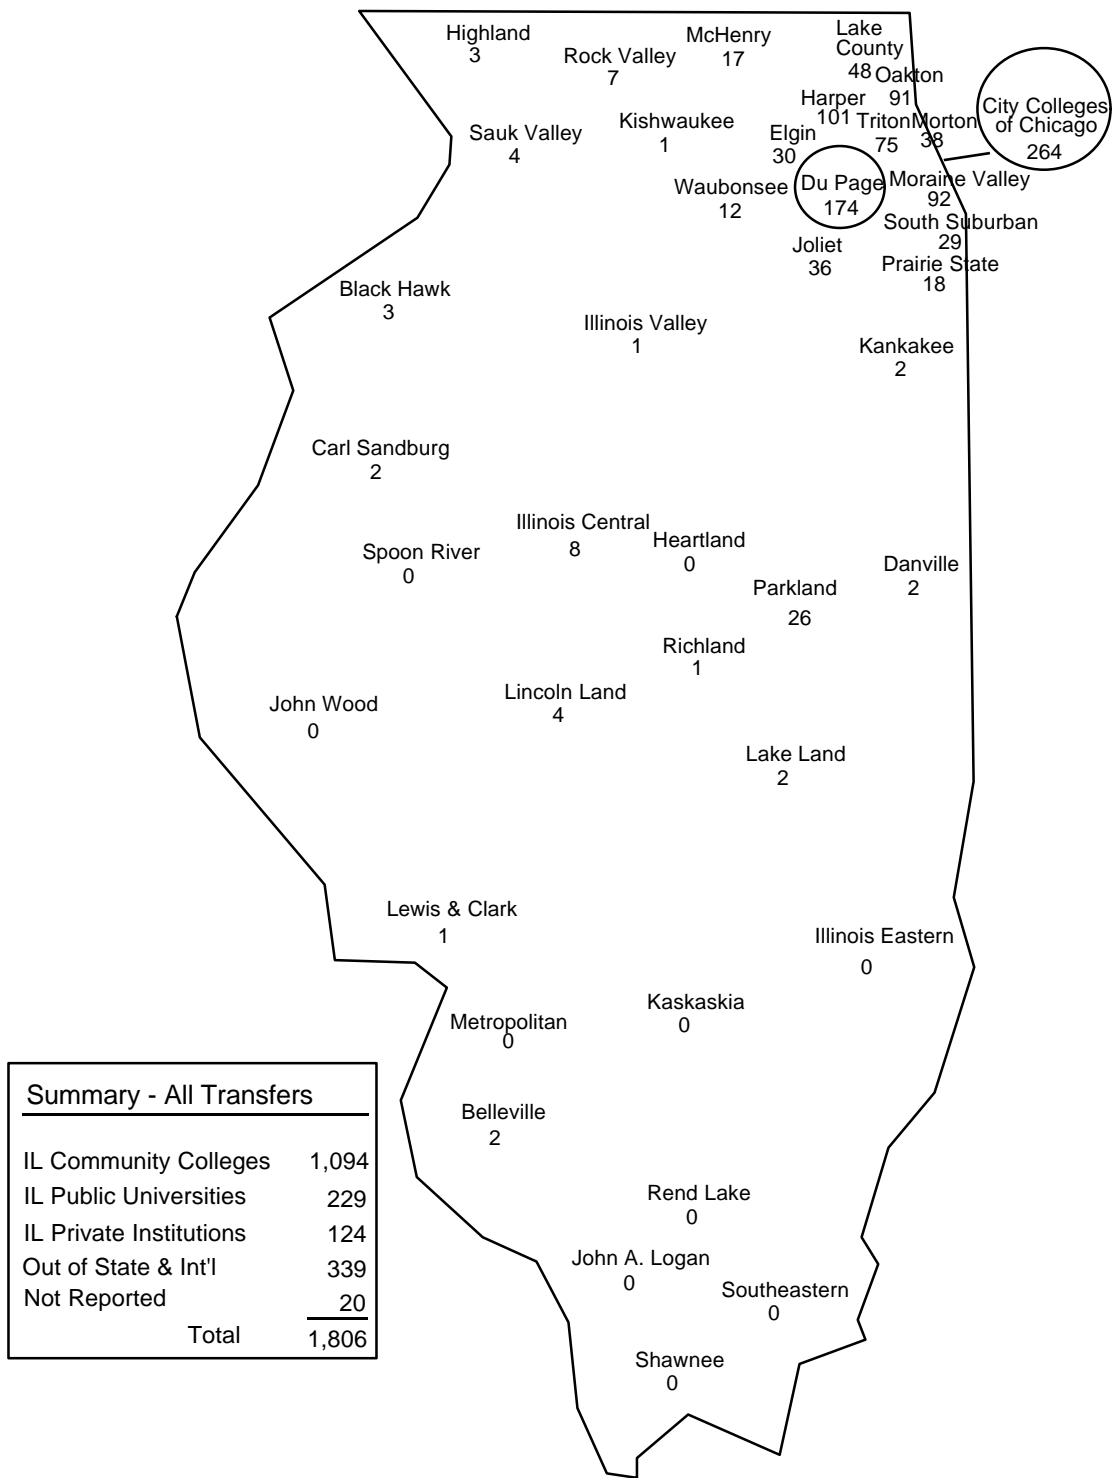 Highland
3
Rock Valley
7
McHenry
17
Lake
County
48
Oakton
91
Harper
101
Triton
75
Morton
38
City Colleges
of Chicago
264
Sauk Valley
4
Kishwaukee
1
Elgin
30
Waubonsee
12
Du Page
174
Moraine Valley
92
South Suburban
29
Joliet
36
Prairie State
18
Black Hawk
3
Illinois Valley
1
Kankakee
2
Carl Sandburg
2
Illinois Central
8
Heartland
0
Spoon River
0
Danville
2
Parkland
26
Richland
1
Lincoln Land
4
John Wood
0
Lake Land
2
Lewis & Clark
1
Illinois Eastern
0
Kaskaskia
0
Metropolitan
0
Belleville
2
Rend Lake
0
John A. Logan
0
Southeastern
0
Shawnee
0
Summary - All Transfers
IL Community Colleges 1,094
IL Public Universities 229
IL Private Institutions 124
Out of State & Int'l 339
Not Reported 20
Total 1,806